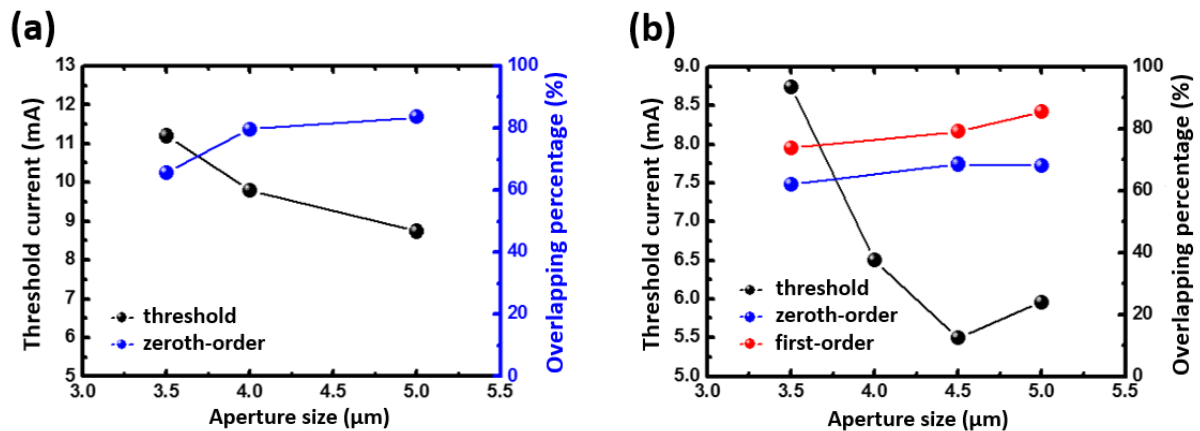 (a)
13
12
11
10
9
8
7
6
5
Threshold current (mA)
100
80
60
40
20
0
Overlapping percentage (%)
threshold
zeroth-order
3.0 3.5 4.0 4.5 5.0 5.5
Aperture size (μm)
(b)
9.0
8.5
8.0
7.5
7.0
6.5
6.0
5.5
5.0
Threshold current (mA)
100
80
60
40
20
0
Overlapping percentage (%)
threshold
zeroth-order
first-order
3.0 3.5 4.0 4.5 5.0 5.5
Aperture size (μm)